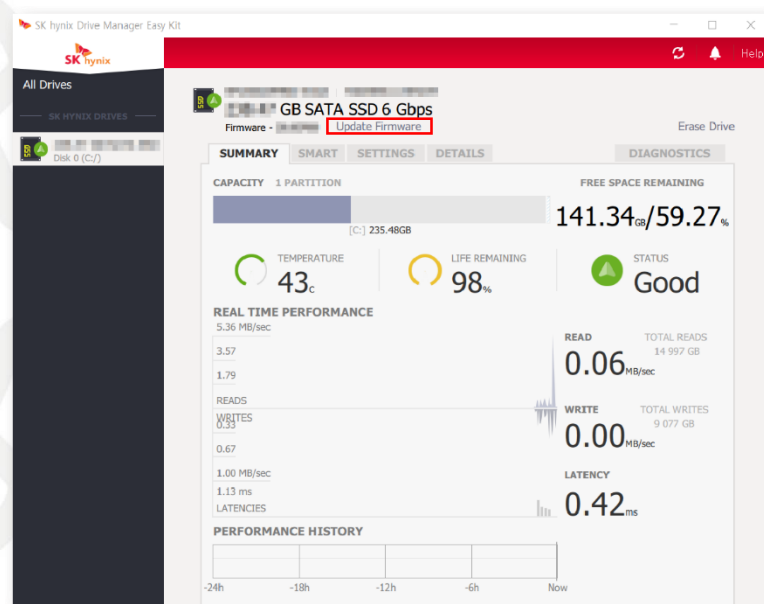 SK hynix Drive Manager Easy Kit
SK hynix
Help
All Drives
SK HYNIX DRIVES
Disk 0 (C:/)
SSD
GB SATA SSD 6 Gbps
Firmware - Update Firmware
Erase Drive
SUMMARY SMART SETTINGS DETAILS DIAGNOSTICS
CAPACITY 1 PARTITION
FREE SPACE REMAINING
[C:] 235.48GB
141.34GB/59.27%
TEMPERATURE
43c
LIFE REMAINING
98%
STATUS
Good
REAL TIME PERFORMANCE
5.36 MB/sec
3.57
1.79
READS
WRITES
0.33
0.67
1.00 MB/sec
1.13 ms
LATENCIES
READ
0.06MB/sec
TOTAL READS
14 997 GB
WRITE
0.00MB/sec
TOTAL WRITES
9 077 GB
LATENCY
0.42ms
PERFORMANCE HISTORY
-24h -18h -12h -6h Now